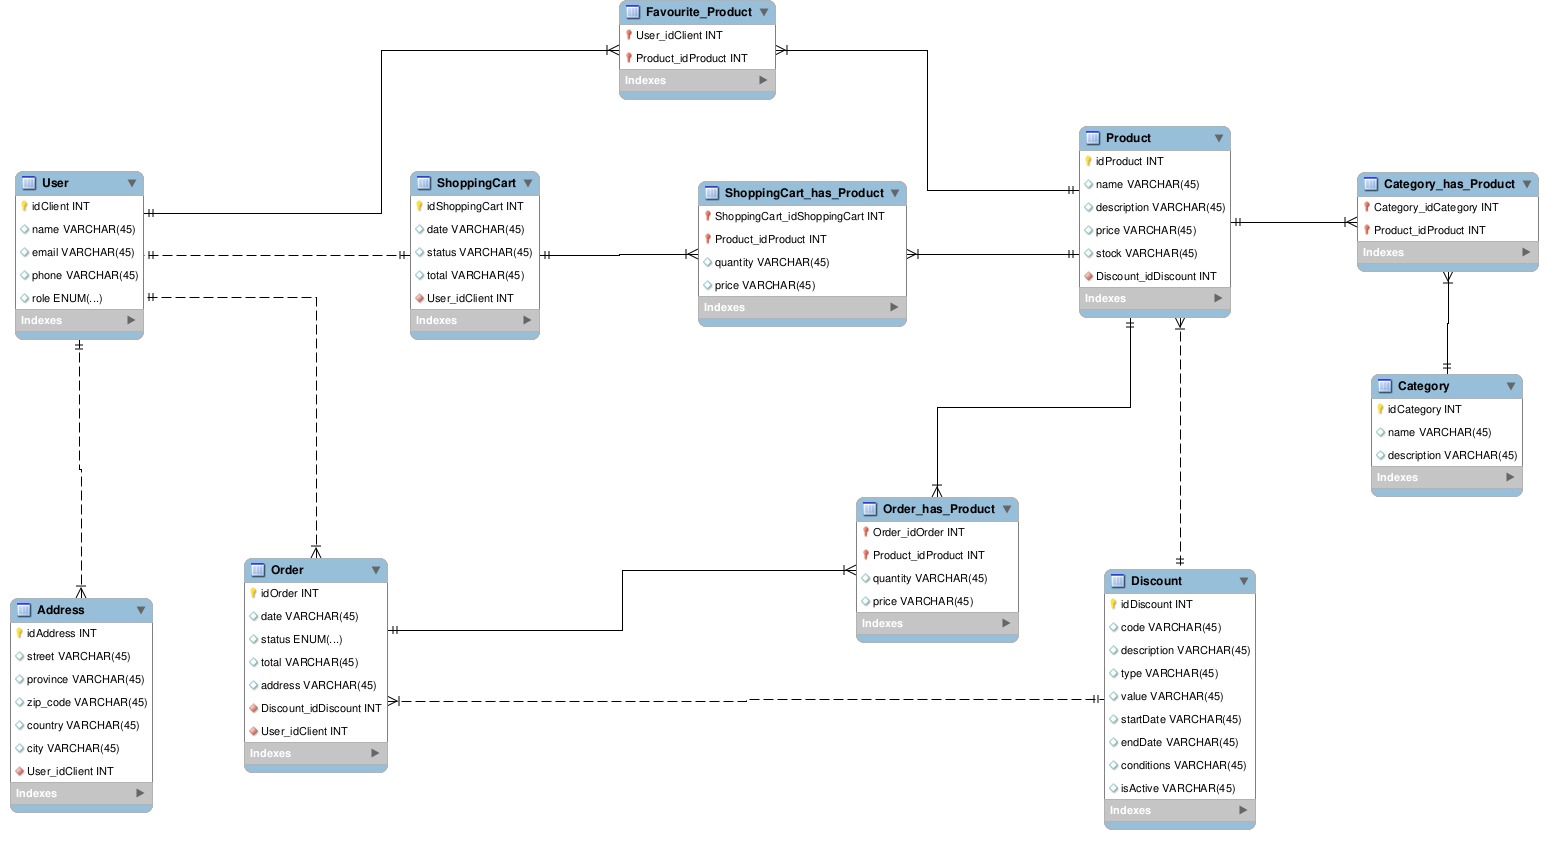 Favourite_Product
User_idClient INT
Product_idProduct INT
Indexes
User
idClient INT
name VARCHAR(45)
email VARCHAR(45)
phone VARCHAR(45)
role ENUM(...)
Indexes
ShoppingCart
idShoppingCart INT
date VARCHAR(45)
status VARCHAR(45)
total VARCHAR(45)
User_idClient INT
Indexes
ShoppingCart_has_Product
ShoppingCart_idShoppingCart INT
Product_idProduct INT
quantity VARCHAR(45)
price VARCHAR(45)
Indexes
Product
idProduct INT
name VARCHAR(45)
description VARCHAR(45)
price VARCHAR(45)
stock VARCHAR(45)
Discount_idDiscount INT
Indexes
Category_has_Product
Category_idCategory INT
Product_idProduct INT
Indexes
Category
idCategory INT
name VARCHAR(45)
description VARCHAR(45)
Indexes
Address
idAddress INT
street VARCHAR(45)
province VARCHAR(45)
zip_code VARCHAR(45)
country VARCHAR(45)
city VARCHAR(45)
User_idClient INT
Indexes
Order
idOrder INT
date VARCHAR(45)
status ENUM(...)
total VARCHAR(45)
address VARCHAR(45)
Discount_idDiscount INT
User_idClient INT
Indexes
Order_has_Product
Order_idOrder INT
Product_idProduct INT
quantity VARCHAR(45)
price VARCHAR(45)
Indexes
Discount
idDiscount INT
code VARCHAR(45)
description VARCHAR(45)
type VARCHAR(45)
value VARCHAR(45)
startDate VARCHAR(45)
endDate VARCHAR(45)
conditions VARCHAR(45)
isActive VARCHAR(45)
Indexes